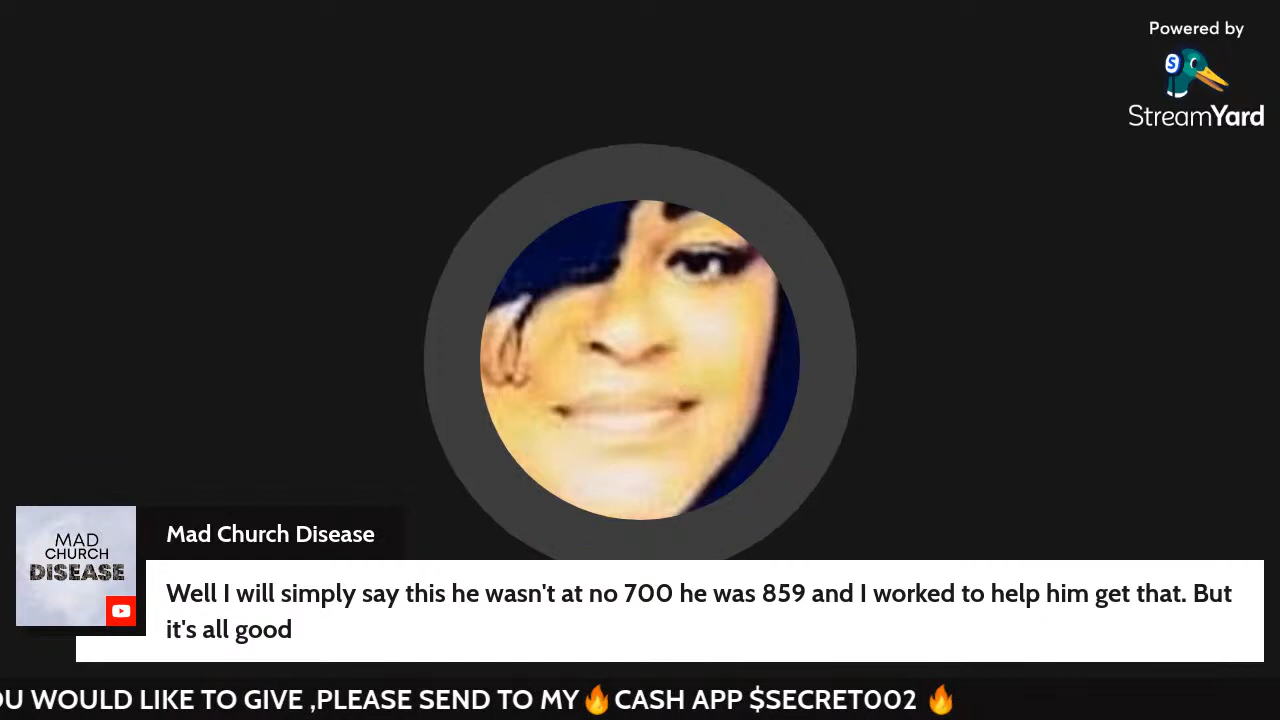 Powered by
S
StreamYard
MAD
CHURCH
DISEASE
Mad Church Disease
Well I will simply say this he wasn't at no 700 he was 859 and I worked to help him get that. But
it's all good
OU WOULD LIKE TO GIVE ,PLEASE SEND TO MY🔥CASH APP $SECRET002 🔥